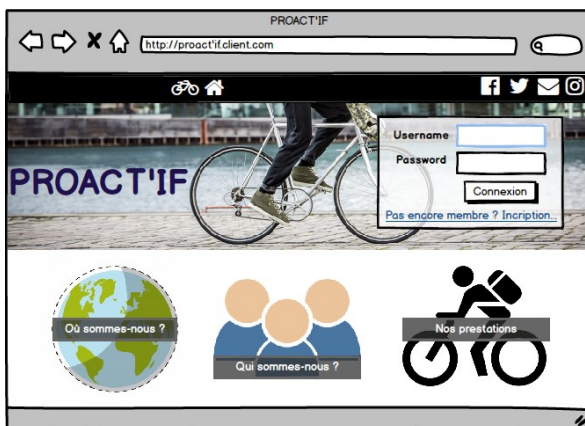 PROACT'IF
http://proact'if.client.com
PROACT'IF
Username
Password
Connexion
Pas encore membre ? Incription...
Où sommes-nous ?
Qui sommes-nous ?
Nos prestations